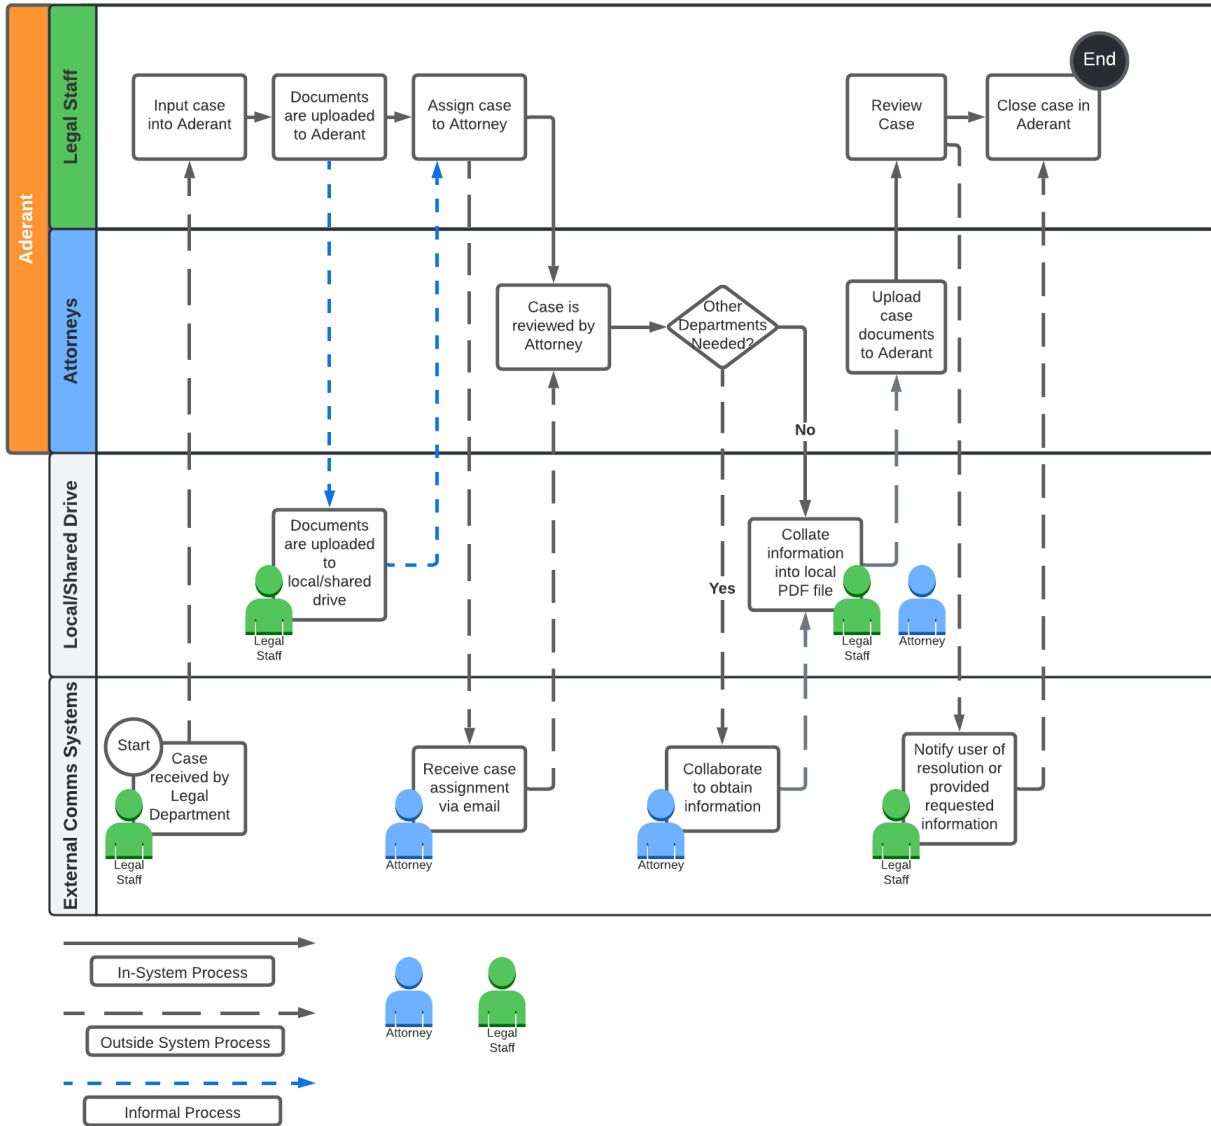 Aderant
Legal Staff
Input case
into Aderant
Documents
are uploaded
to Aderant
Assign case
to Attorney
Review
Case
Close case in
Aderant
End
Attorneys
Case is
reviewed by
Attorney
Other
Departments
Needed?
Upload
case
documents
to Aderant
No
Local/Shared Drive
Documents
are uploaded
to
local/shared
drive
Legal
Staff
Yes
Collate
information
into local
PDF file
Legal
Staff
Attorney
External Comms Systems
Start
Case
received by
Legal
Department
Legal
Staff
Receive case
assignment
via email
Attorney
Collaborate
to obtain
information
Attorney
Notify user of
resolution or
provided
requested
information
Legal
Staff
In-System Process
Outside System Process
Informal Process
Attorney
Legal
Staff